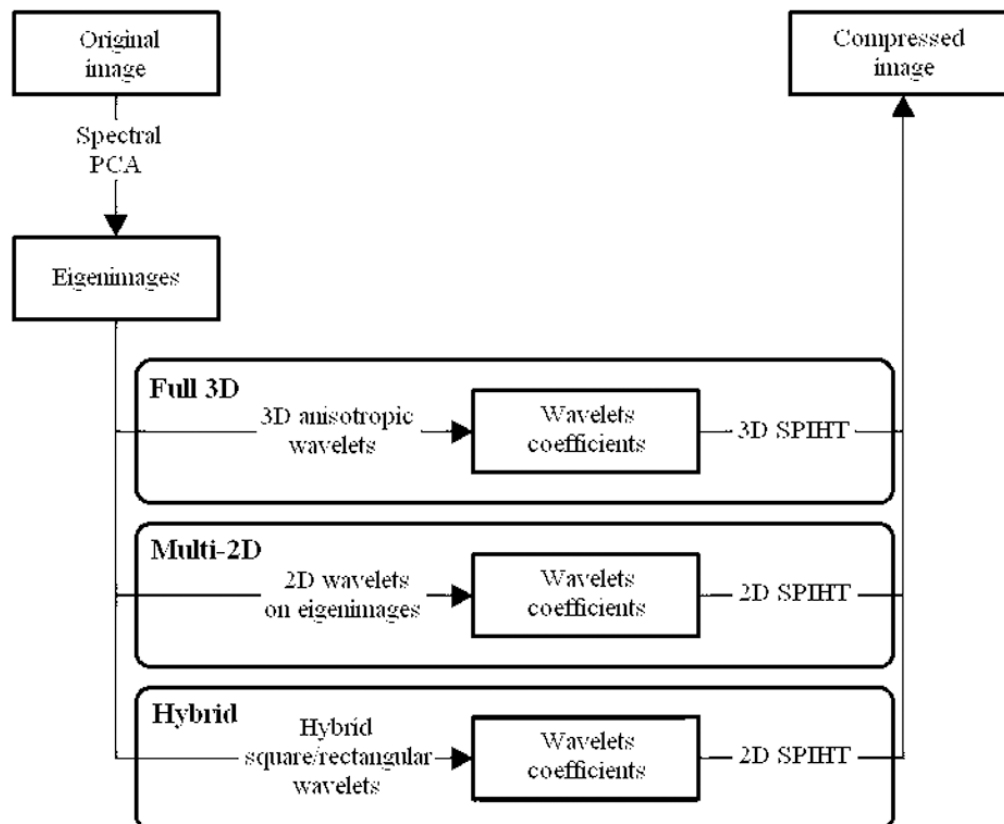 Original
image
Compressed
image
Spectral
PCA
Eigenimages
Full 3D
3D anisotropic
wavelets
Wavelets
coefficients
3D SPIHT
Multi-2D
2D wavelets
on eigenimages
Wavelets
coefficients
2D SPIHT
Hybrid
Hybrid
square/rectangular
wavelets
Wavelets
coefficients
2D SPIHT